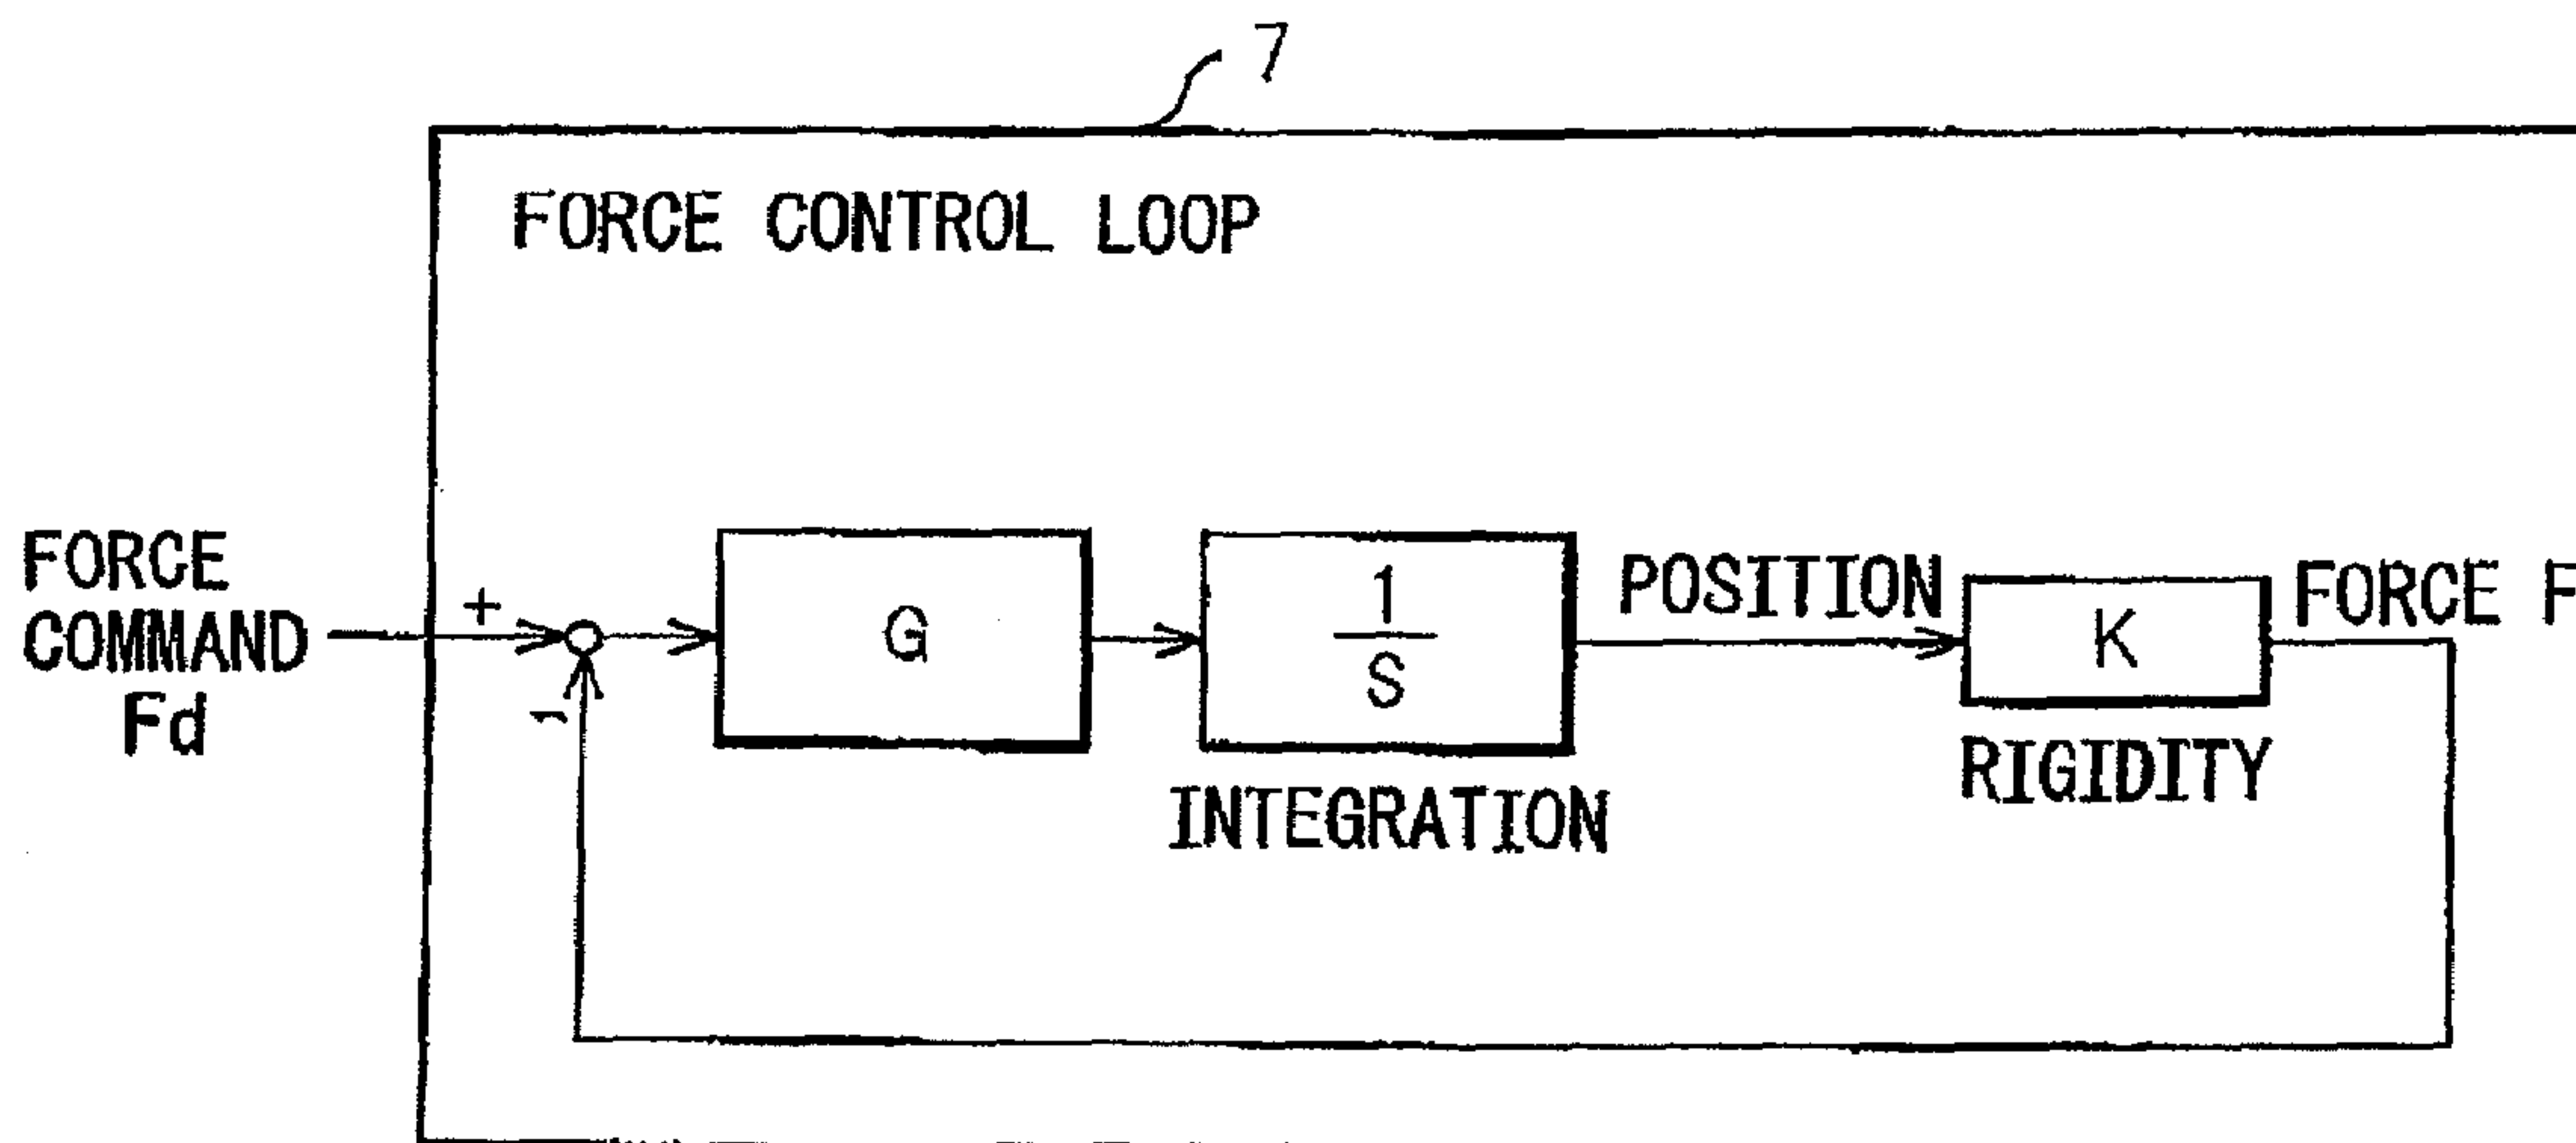 7
FORCE CONTROL LOOP
FORCE
COMMAND
Fd
+
−
G
1
S
INTEGRATION
POSITION
K
RIGIDITY
FORCE F